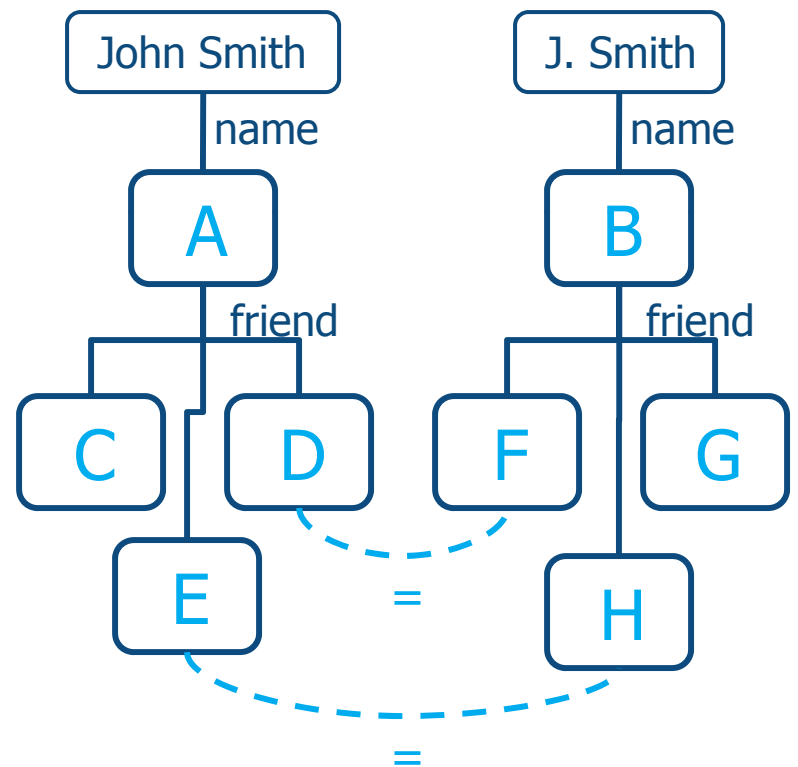 John Smith
J. Smith
name
name
A
B
friend
friend
C
D
F
G
E
=
H
=